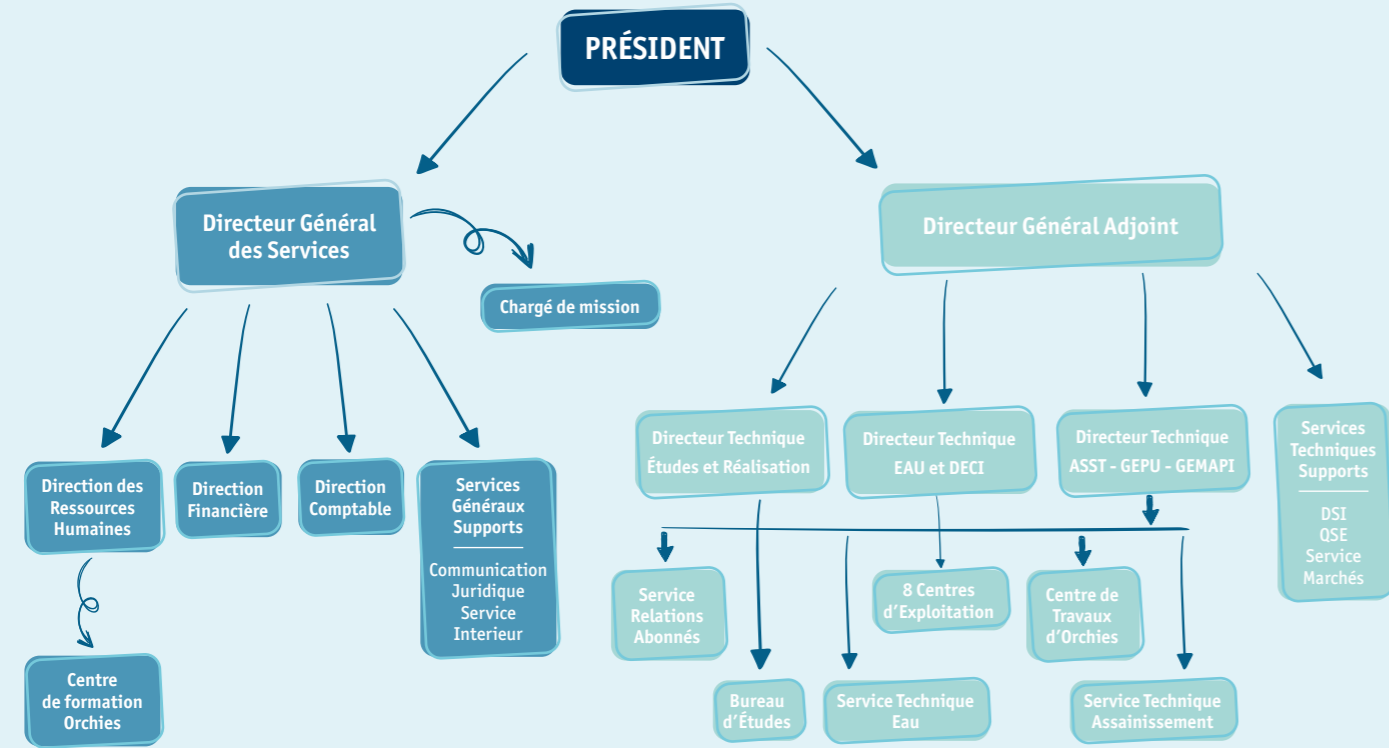 PRÉSIDENT
Directeur Général
des Services
Directeur Général Adjoint
Chargé de mission
Direction des
Ressources
Humaines
Direction
Financière
Direction
Comptable
Services
Généraux
Supports
Communication
Juridique
Service
Interieur
Centre
de formation
Orchies
Directeur Technique
Études et Réalisation
Directeur Technique
EAU et DECI
Directeur Technique
ASST - GEPU - GEMAPI
Services
Techniques
Supports
DSI
QSE
Service
Marchés
Service
Relations
Abonnés
8 Centres
d'Exploitation
Centre de
Travaux
d'Orchies
Bureau
d'Études
Service Technique
Eau
Service Technique
Assainissement